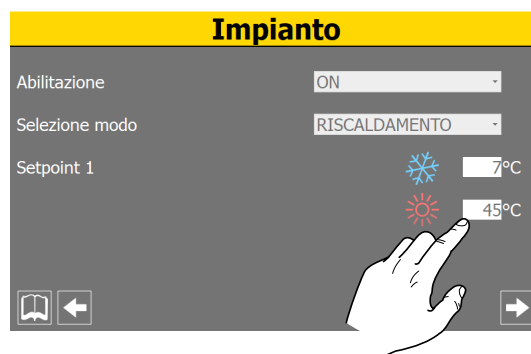 Impianto
Abilitazione ON
Selezione modo RISCALDAMENTO
Setpoint 1 7°C
45°C